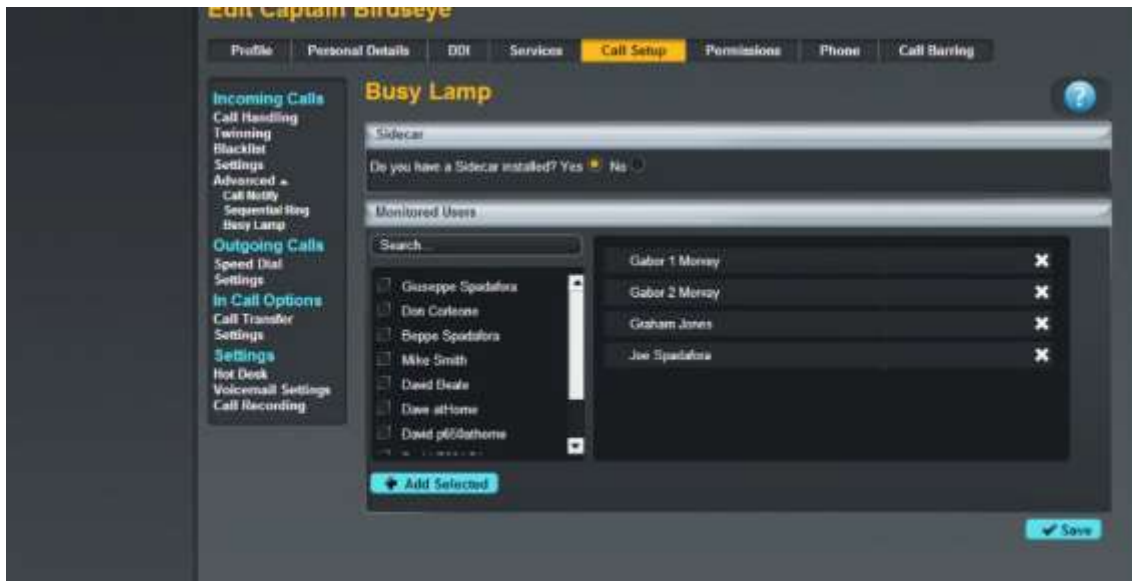 Edit Captain Birdseye
Profile Personal Details DDI Services Call Setup Permissions Phone Call Barring
Incoming Calls
Call Handling
Twinning
Blacklist
Settings
Advanced
Call Notify
Sequential Ring
Busy Lamp
Outgoing Calls
Speed Dial
Settings
In Call Options
Call Transfer
Settings
Settings
Hot Desk
Voicemail Settings
Call Recording
Busy Lamp
?
Sidecar
Do you have a Sidecar installed? Yes No
Monitored Users
Search...
Giuseppe Spadafora
Don Corleone
Beppe Spadafora
Mike Smith
David Beale
Dave atHome
David p650athome
Gabor 1
Gabor 2
Graham Jones
Joe Spadafora
Add Selected
Save